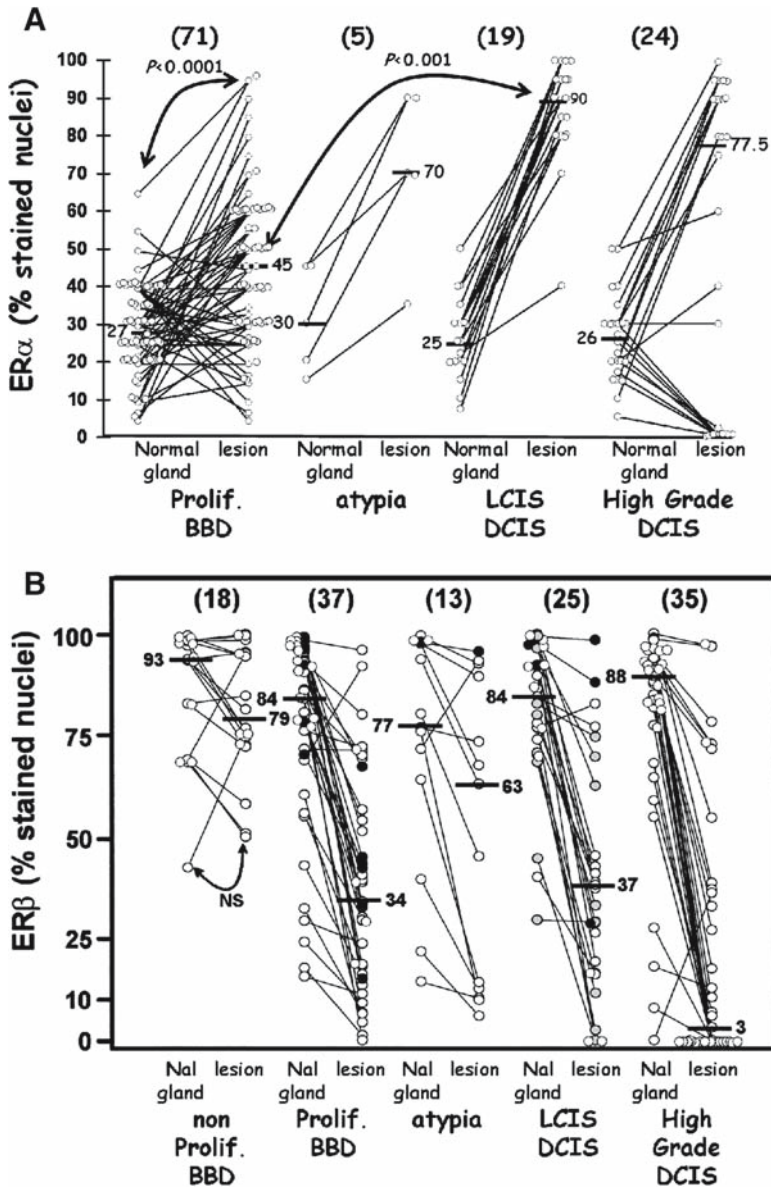 A
(71) (5) (19) (24)
P<0.0001 P<0.001
ERα (% stained nuclei)
100
90
80
70
60
50
40
30
20
10
0
27
45
30
70
25
90
26
77.5
Normal gland lesion Normal gland lesion Normal gland lesion Normal gland lesion
Prolif. BBD
atypia
LCIS DCIS
High Grade DCIS
B
(18) (37) (13) (25) (35)
ERβ (% stained nuclei)
100
75
50
25
10
0
93
79
NS
84
34
77
63
84
37
88
3
Nal gland lesion Nal gland lesion Nal gland lesion Nal gland lesion Nal gland lesion
non Prolif. BBD
Prolif. BBD
atypia
LCIS DCIS
High Grade DCIS